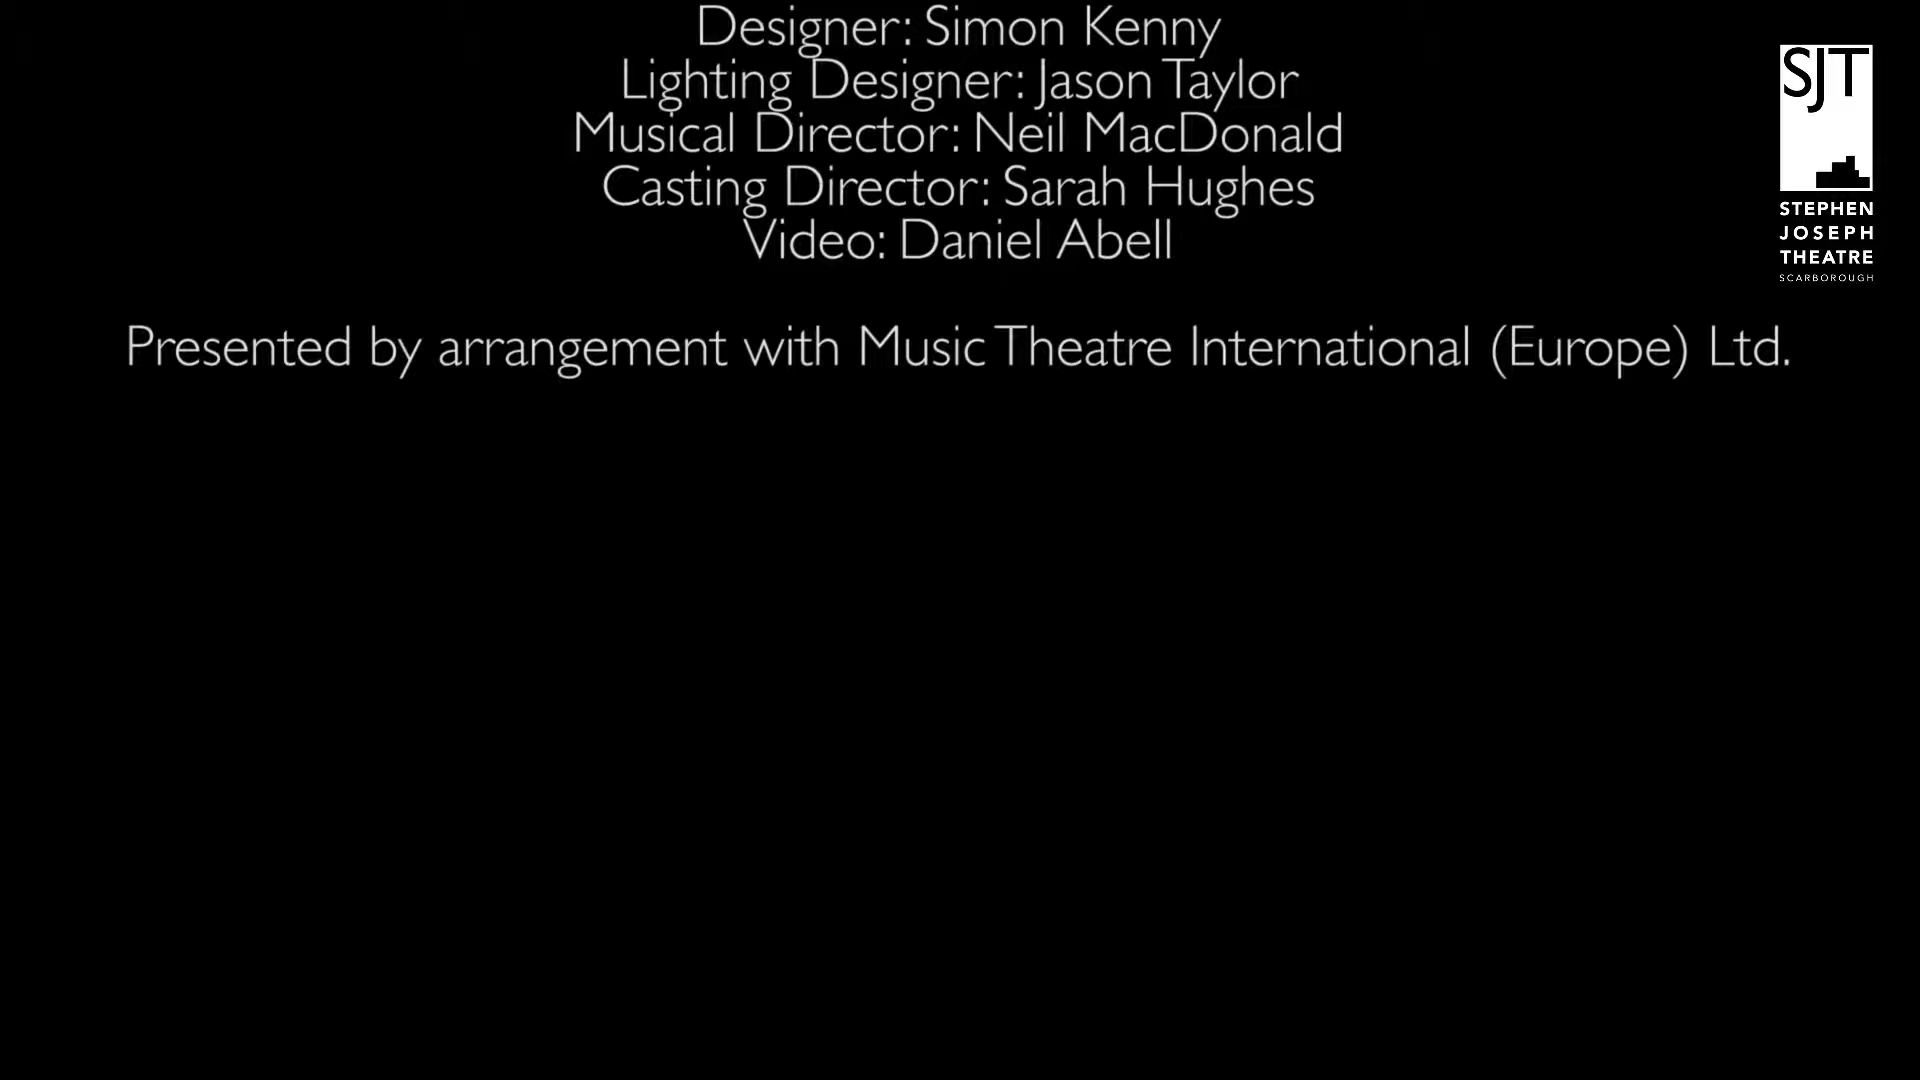 Designer: Simon Kenny
Lighting Designer: Jason Taylor
Musical Director: Neil MacDonald
Casting Director: Sarah Hughes
Video: Daniel Abell
Presented by arrangement with Music Theatre International (Europe) Ltd.
SJT
STEPHEN
JOSEPH
THEATRE
SCARBOROUGH